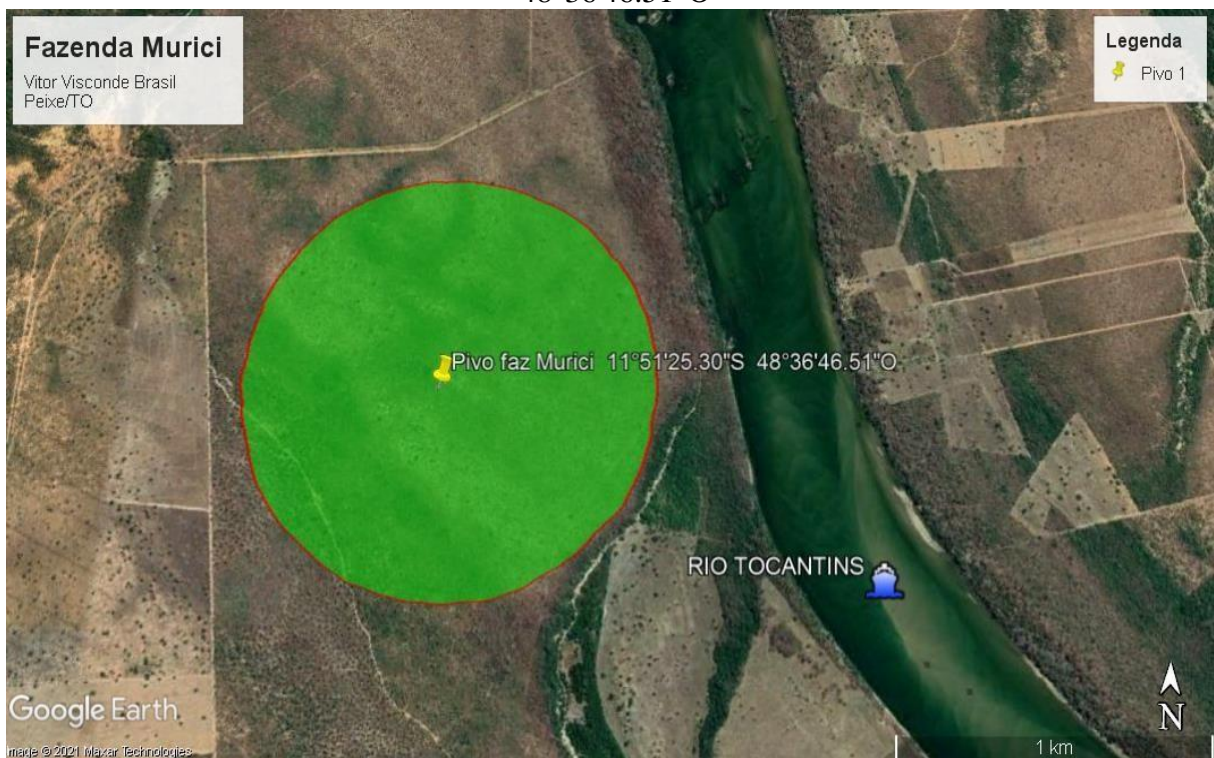 48°36'46.51"O
Fazenda Murici
Vitor Visconde Brasil
Peixe/TO
Legenda
Pivo 1
Pivo faz Murici 11°51'25.30"S 48°36'46.51"O
RIO TOCANTINS
Google Earth
N
Image © 2021 Maxar Technologies
1 km